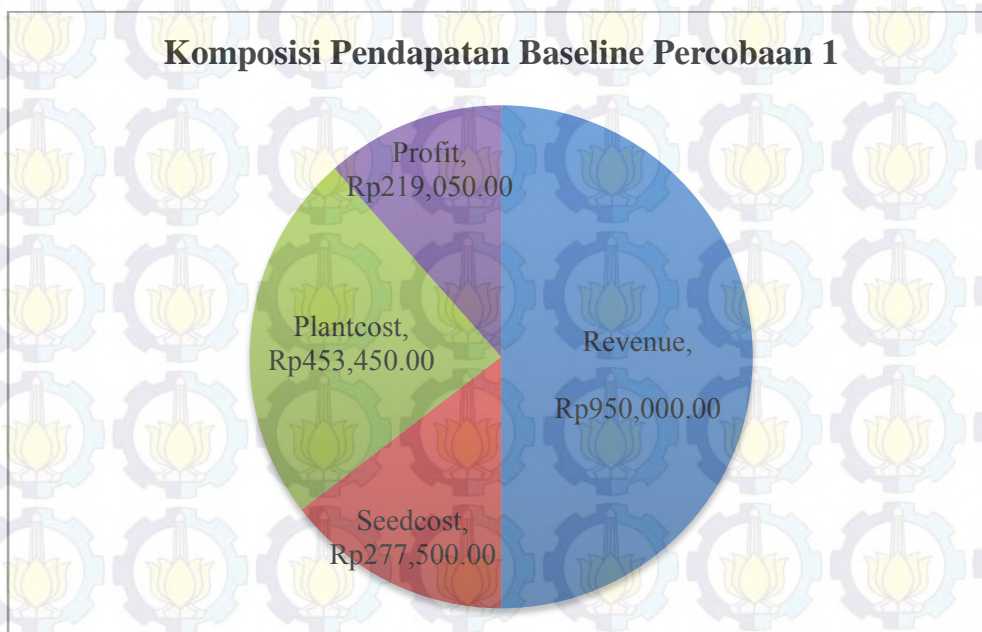 Komposisi Pendapatan Baseline Percobaan 1
Profit,
Rp219,050.00
Plantcost,
Rp453,450.00
Revenue,
Rp950,000.00
Seedcost,
Rp277,500.00